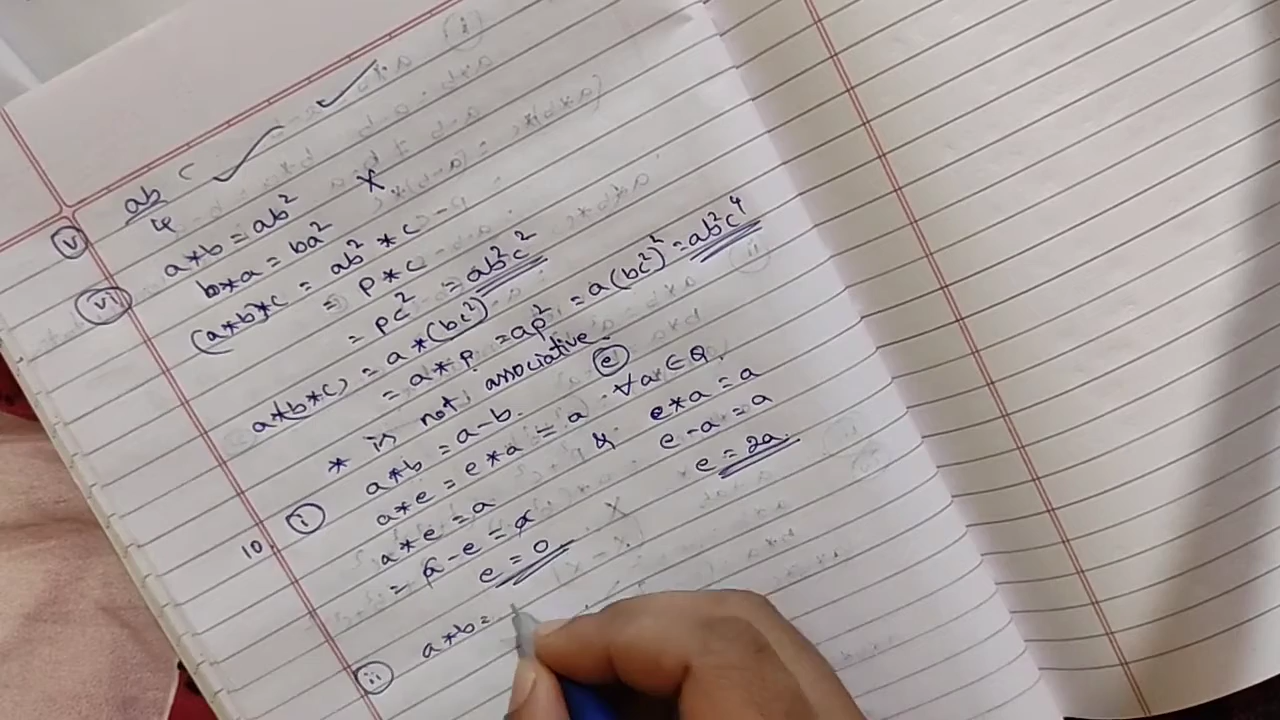 ab/4 c ✓ ✓
(v) a*b = ab² X
b*a = ba²
(vi) (a*b)*c = ab² * c
= p * c
= pc² = ab²c²
a*(b*c) = a*(bc²)
= a*p = ap² = a(bc²)² = ab²c⁴
* is not associative.
10. (i) a*b = a-b. (e)
a*e = e*a = a. ∀a ∈ Q.
a*e = a & e*a = a
= a - e = a e - a = a
e = 0 e = 2a.
(ii) a*b =